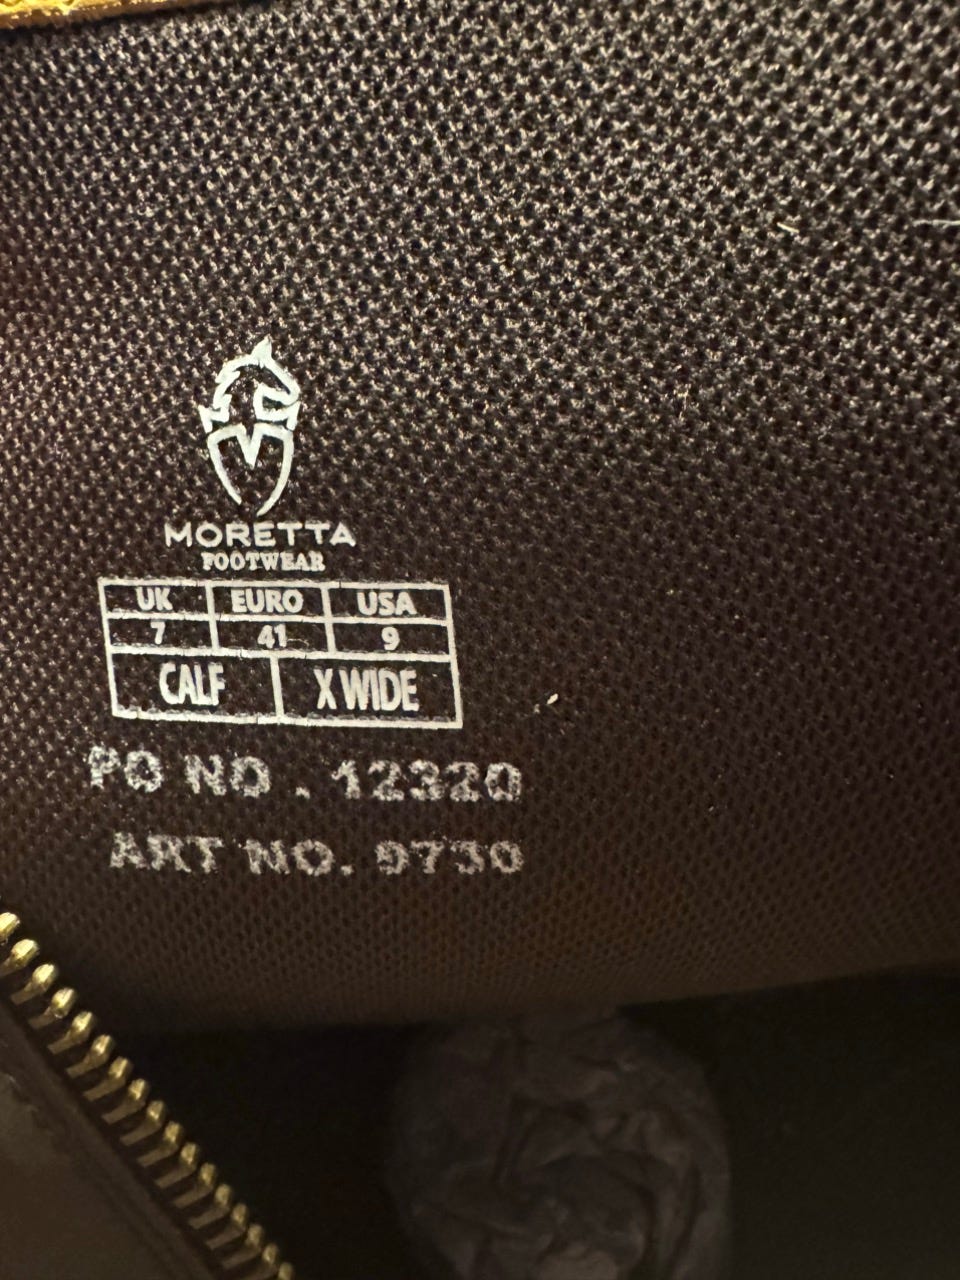 MORETTA
FOOTWEAR
UK EURO USA
7 41 9
CALF X WIDE
PO NO . 12320
ART NO. 9730